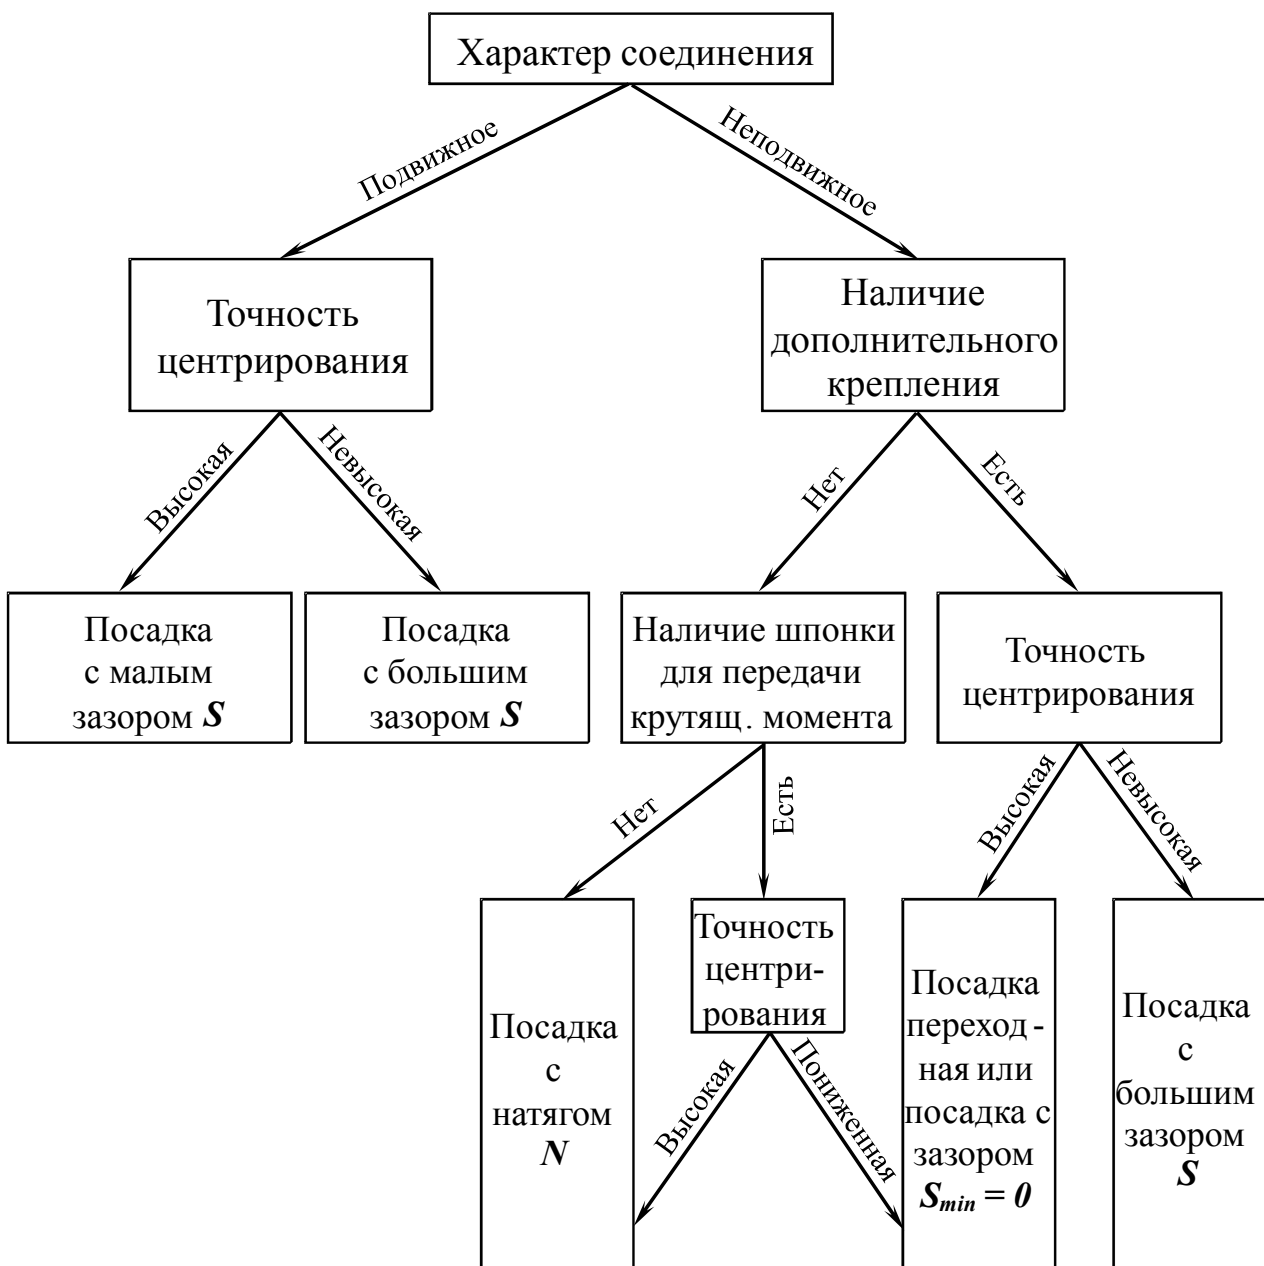 Характер соединения
Подвижное
Неподвижное
Точность
центрирования
Наличие
дополнительного
крепления
Высокая
Невысокая
Нет
Есть
Посадка
с малым
зазором S
Посадка
с большим
зазором S
Наличие шпонки
для передачи
крутящ. момента
Точность
центрирования
Нет
Есть
Высокая
Невысокая
Посадка
с
натягом
N
Точность
центри-
рования
Высокая
Пониженная
Посадка
переход-
ная или
посадка с
зазором
Smin = 0
Посадка
с
большим
зазором
S